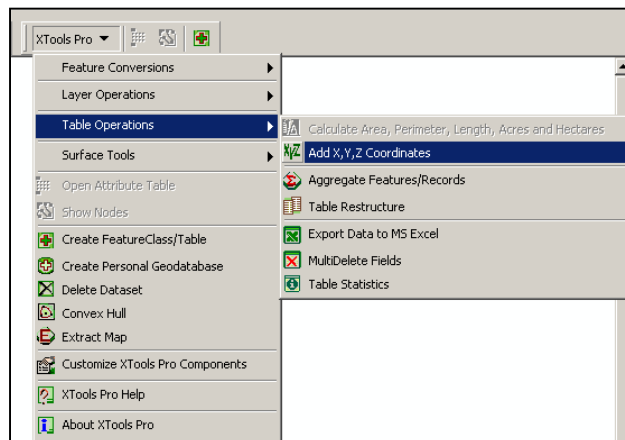 XTools Pro
Feature Conversions
Layer Operations
Table Operations
Surface Tools
Open Attribute Table
Show Nodes
Create FeatureClass/Table
Create Personal Geodatabase
Delete Dataset
Convex Hull
Extract Map
Customize XTools Pro Components
XTools Pro Help
About XTools Pro
Calculate Area, Perimeter, Length, Acres and Hectares
XYZ Add X,Y,Z Coordinates
Aggregate Features/Records
Table Restructure
Export Data to MS Excel
MultiDelete Fields
Table Statistics